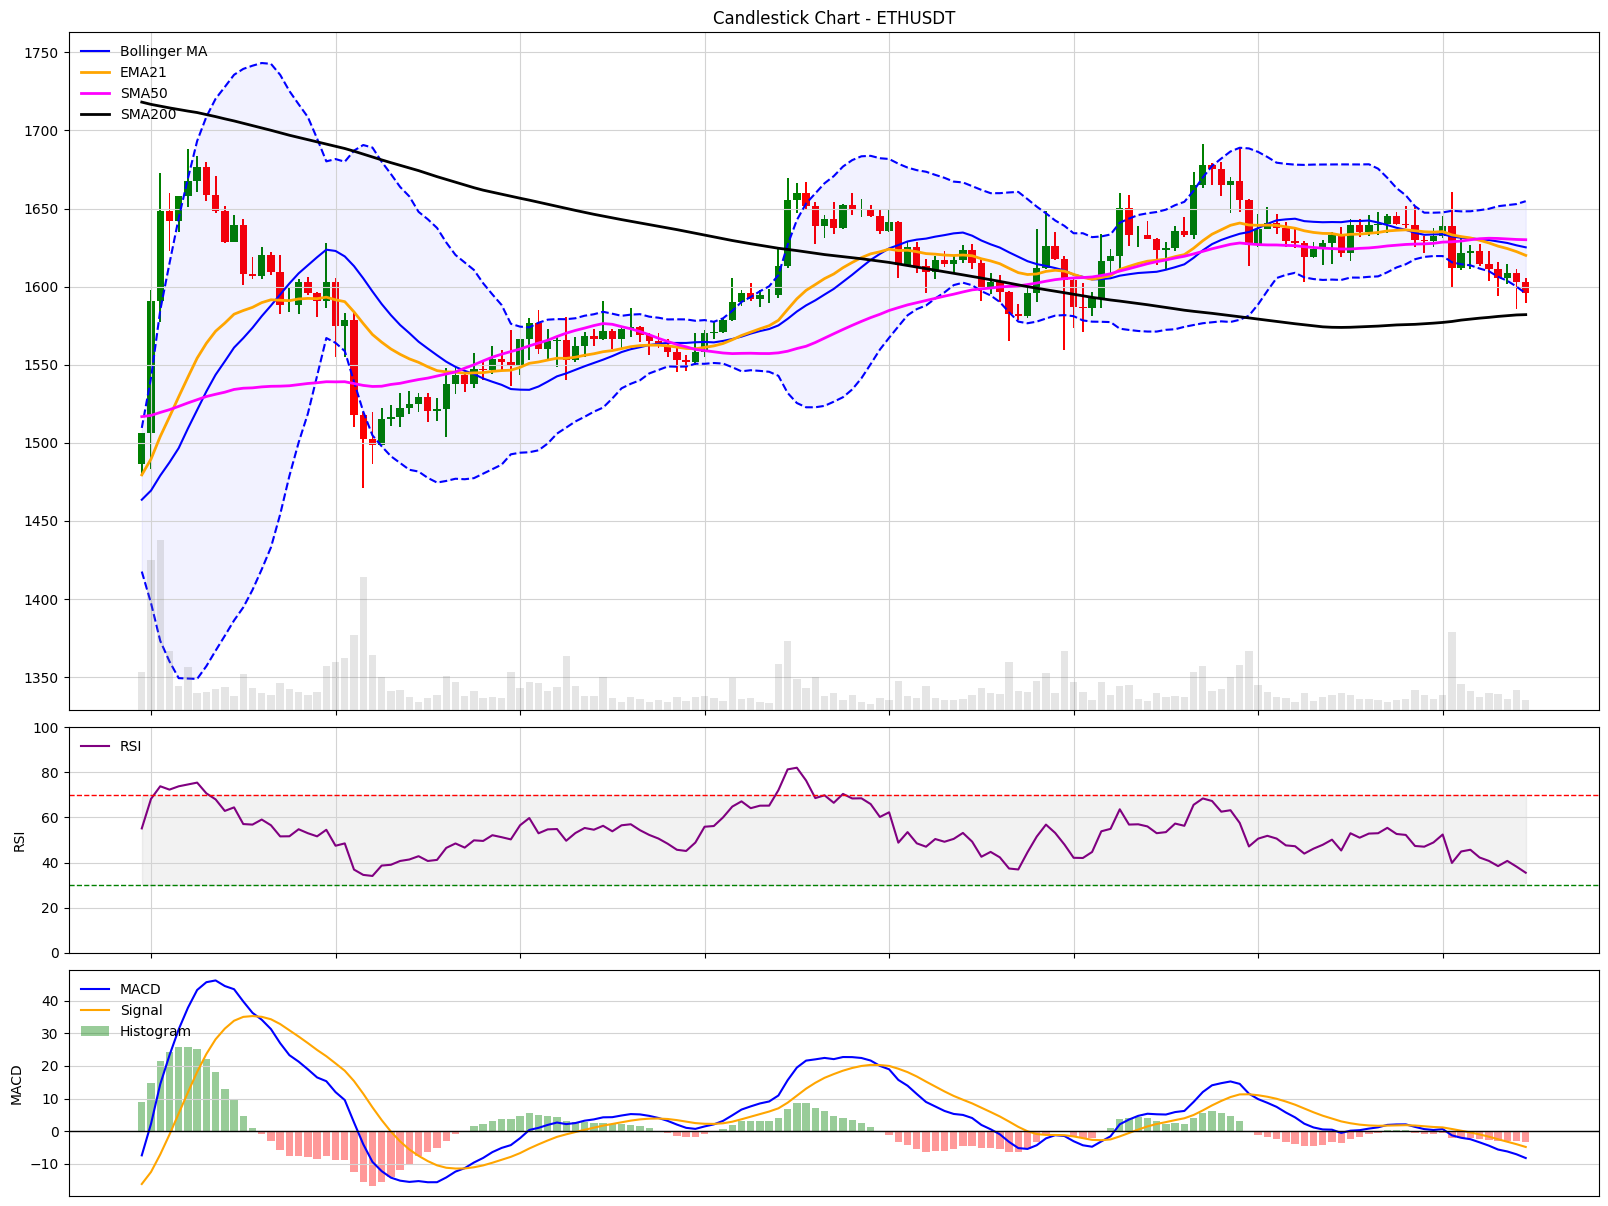 Candlestick Chart - ETHUSDT
1750
1700
1650
1600
1550
1500
1450
1400
1350
Bollinger MA
EMA21
SMA50
SMA200
RSI
100
80
60
40
20
0
RSI
MACD
40
30
20
10
0
−10
MACD
Signal
Histogram